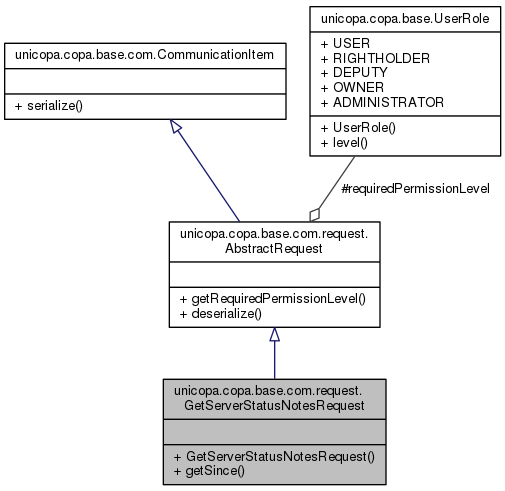 unicopa.copa.base.UserRole
+ USER
+ RIGHTHOLDER
+ DEPUTY
+ OWNER
+ ADMINISTRATOR
+ UserRole()
+ level()
unicopa.copa.base.com.CommunicationItem
+ serialize()
#requiredPermissionLevel
unicopa.copa.base.com.request.
AbstractRequest
+ getRequiredPermissionLevel()
+ deserialize()
unicopa.copa.base.com.request.
GetServerStatusNotesRequest
+ GetServerStatusNotesRequest()
+ getSince()